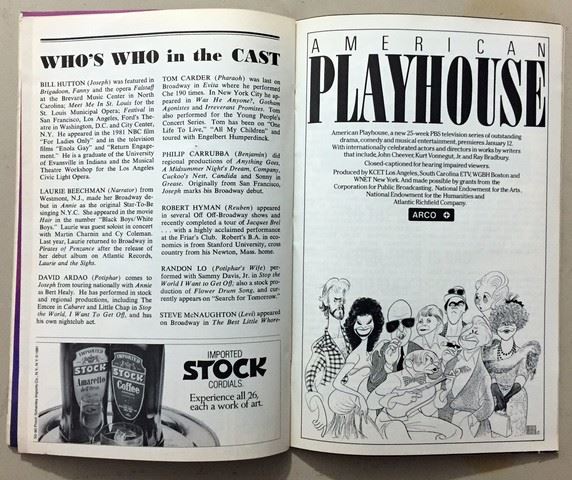 WHO'S WHO in the CAST
BILL HUTTON (Joseph) was featured in
Brigadoon, Fanny and the opera Falstaff
at the Brevard Music Center in North
Carolina; Meet Me In St. Louis for the
St. Louis Municipal Opera; Festival in
San Francisco, Los Angeles, Ford's The-
atre in Washington, D.C. and City Center,
N.Y. He appeared in the 1981 NBC film
"For Ladies Only" and in the television
films "Enola Gay" and "Return Engage-
ment." He is a graduate of the University
of Evansville in Indiana and the Musical
Theater Workshop for the Los Angeles
Civic Light Opera.
LAURIE BEECHMAN (Narrator) from
Westmont, N.J., made her Broadway de-
but in Annie as the original Star-To-Be
singing N.Y.C. She appeared in the movie
Hair in the number "Black Boys/White
Boys." Laurie was guest soloist in concert
with Martin Charnin and Cy Coleman.
Last year, Laurie returned to Broadway in
Pirates of Penzance after the release of
her debut album on Atlantic Records,
Laurie and the Sighs.
DAVID ARDAO (Potiphar) comes to
Joseph from touring nationally with Annie
as Bert Healy. He has performed in stock
and regional productions, including The
Emcee in Cabaret and Little Chap in Stop
the World, I Want To Get Off, and has
his own nightclub act.
TOM CARDER (Pharaoh) was last on
Broadway in Evita where he performed
Che 190 times. In New York City he ap-
peared in Was He Anyone?, Gotham
Agonistes and Irreverant Promises. Tom
also performed for the Young People's
Concert Series. Tom has been on "One
Life To Live," "All My Children" and
toured with Engelbert Humperdinck.
PHILIP CARRUBBA (Benjamin) did
regional productions of Anything Goes,
A Midsummer Night's Dream, Company,
Cuckoo's Nest, Candida and Sonny in
Grease. Originally from San Francisco,
Joseph marks his Broadway debut.
ROBERT HYMAN (Reuben) appeared
in several Off Off-Broadway shows and
recently completed a tour of Jacques Brel
. . . with a highly acclaimed performance
at the Friar's Club. Robert's B.A. in eco-
nomics is from Stanford University, cross
country from his Newton, Mass. home.
RANDON LO (Potiphar's Wife) per-
formed with Sammy Davis, Jr. in Stop
the World I Want to Get Off; also a stock
production of Flower Drum Song, and cur-
rently appears on "Search for Tomorrow."
STEVE McNAUGHTON (Levi) appeared
on Broadway in The Best Little Whore-
IMPORTED
STOCK
Amaretto
IMPORTED
STOCK
Coffee
IMPORTED
STOCK
CORDIALS.
Experience all 26,
each a work of art.
AMERICAN
PLAYHOUSE
American Playhouse, a new 25-week PBS television series of outstanding
drama, comedy and musical entertainment, premieres January 12.
With internationally celebrated actors and directors in works by writers
that include, John Cheever, Kurt Vonnegut, Jr. and Ray Bradbury.
Closed-captioned for hearing impaired viewers.
Produced by KCET Los Angeles, South Carolina ETV, WGBH Boston and
WNET New York. And made possible by grants from the
Corporation for Public Broadcasting, National Endowment for the Arts,
National Endowment for the Humanities and
Atlantic Richfield Company.
ARCO